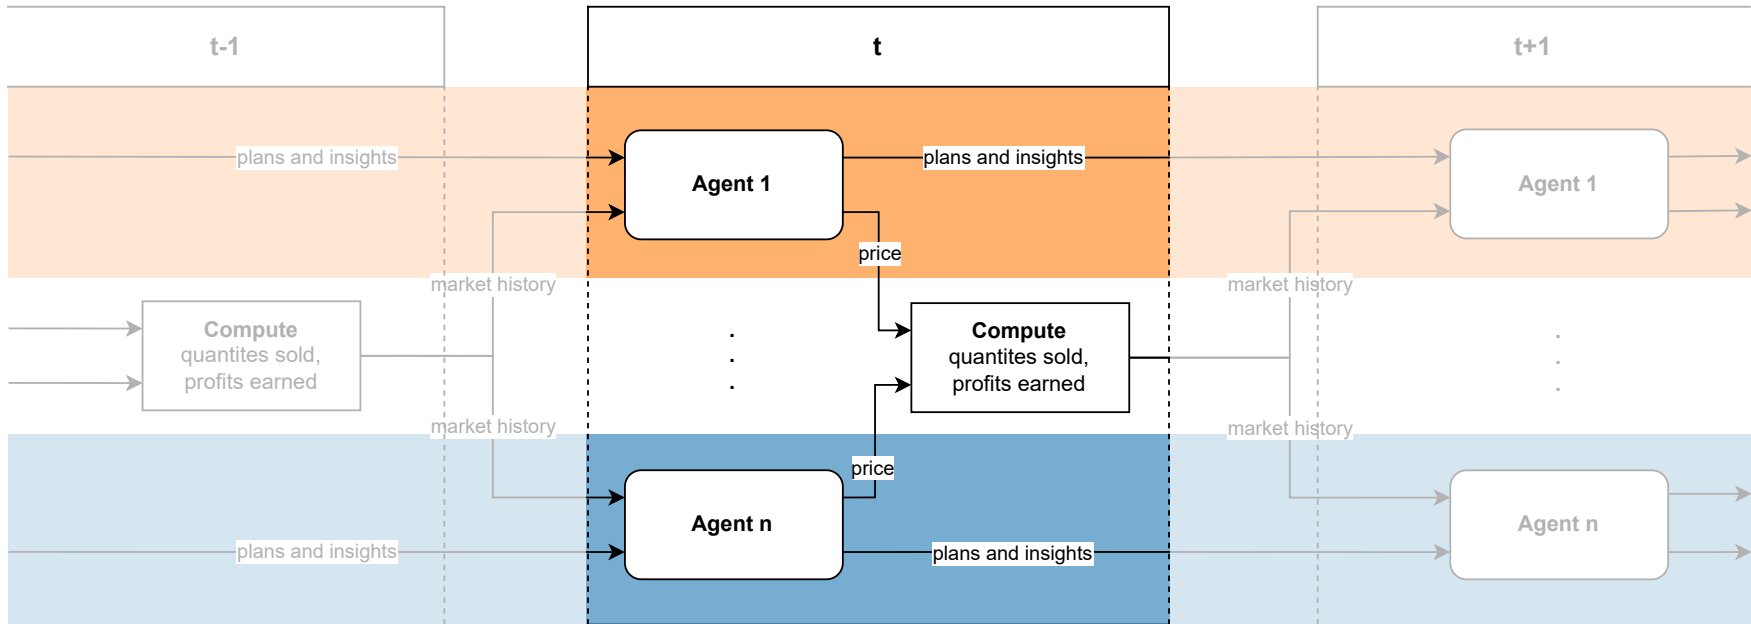 t-1
t
t+1
plans and insights
Agent 1
plans and insights
Agent 1
price
market history
market history
Compute
quantites sold,
profits earned
.
.
.
Compute
quantites sold,
profits earned
.
.
.
market history
market history
price
Agent n
Agent n
plans and insights
plans and insights